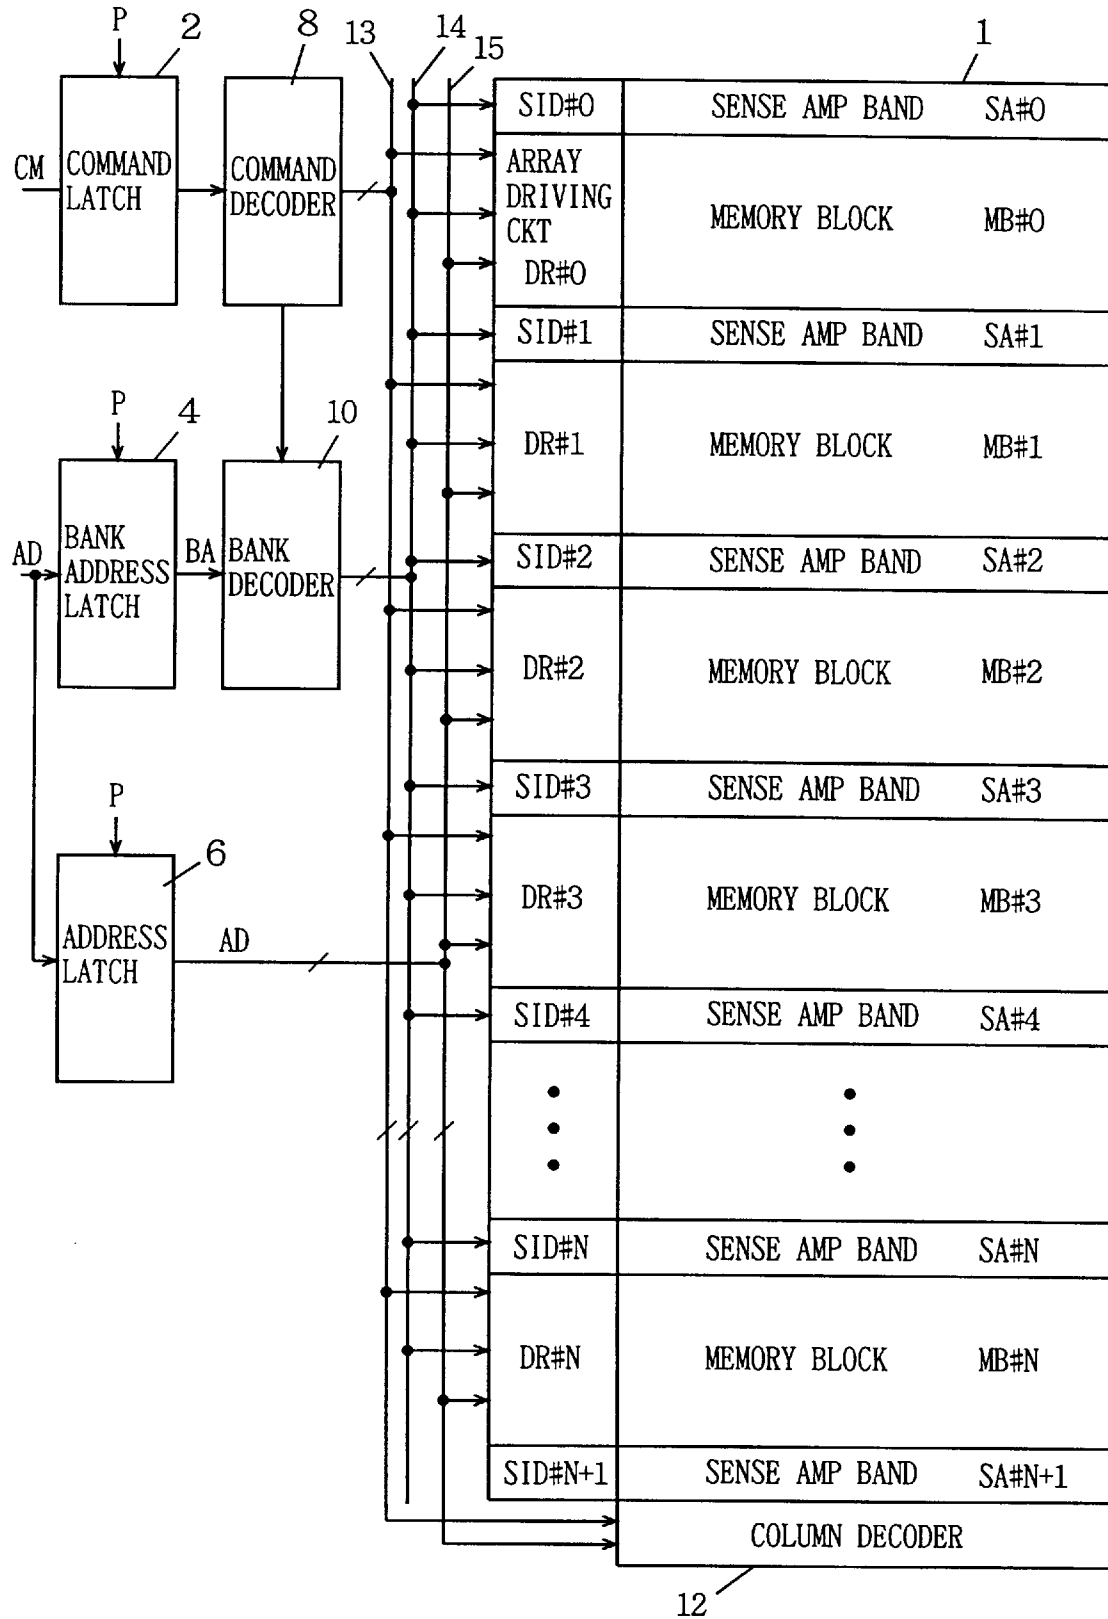 P
2
8
13
14
15
1
CM
COMMAND
LATCH
COMMAND
DECODER
SID#0
SENSE AMP BAND SA#0
ARRAY
DRIVING
CKT
DR#0
MEMORY BLOCK MB#0
SID#1
SENSE AMP BAND SA#1
P
4
10
DR#1
MEMORY BLOCK MB#1
AD
BANK
ADDRESS
LATCH
BA
BANK
DECODER
SID#2
SENSE AMP BAND SA#2
DR#2
MEMORY BLOCK MB#2
P
6
SID#3
SENSE AMP BAND SA#3
ADDRESS
LATCH
AD
DR#3
MEMORY BLOCK MB#3
SID#4
SENSE AMP BAND SA#4
SID#N
SENSE AMP BAND SA#N
DR#N
MEMORY BLOCK MB#N
SID#N+1
SENSE AMP BAND SA#N+1
COLUMN DECODER
12